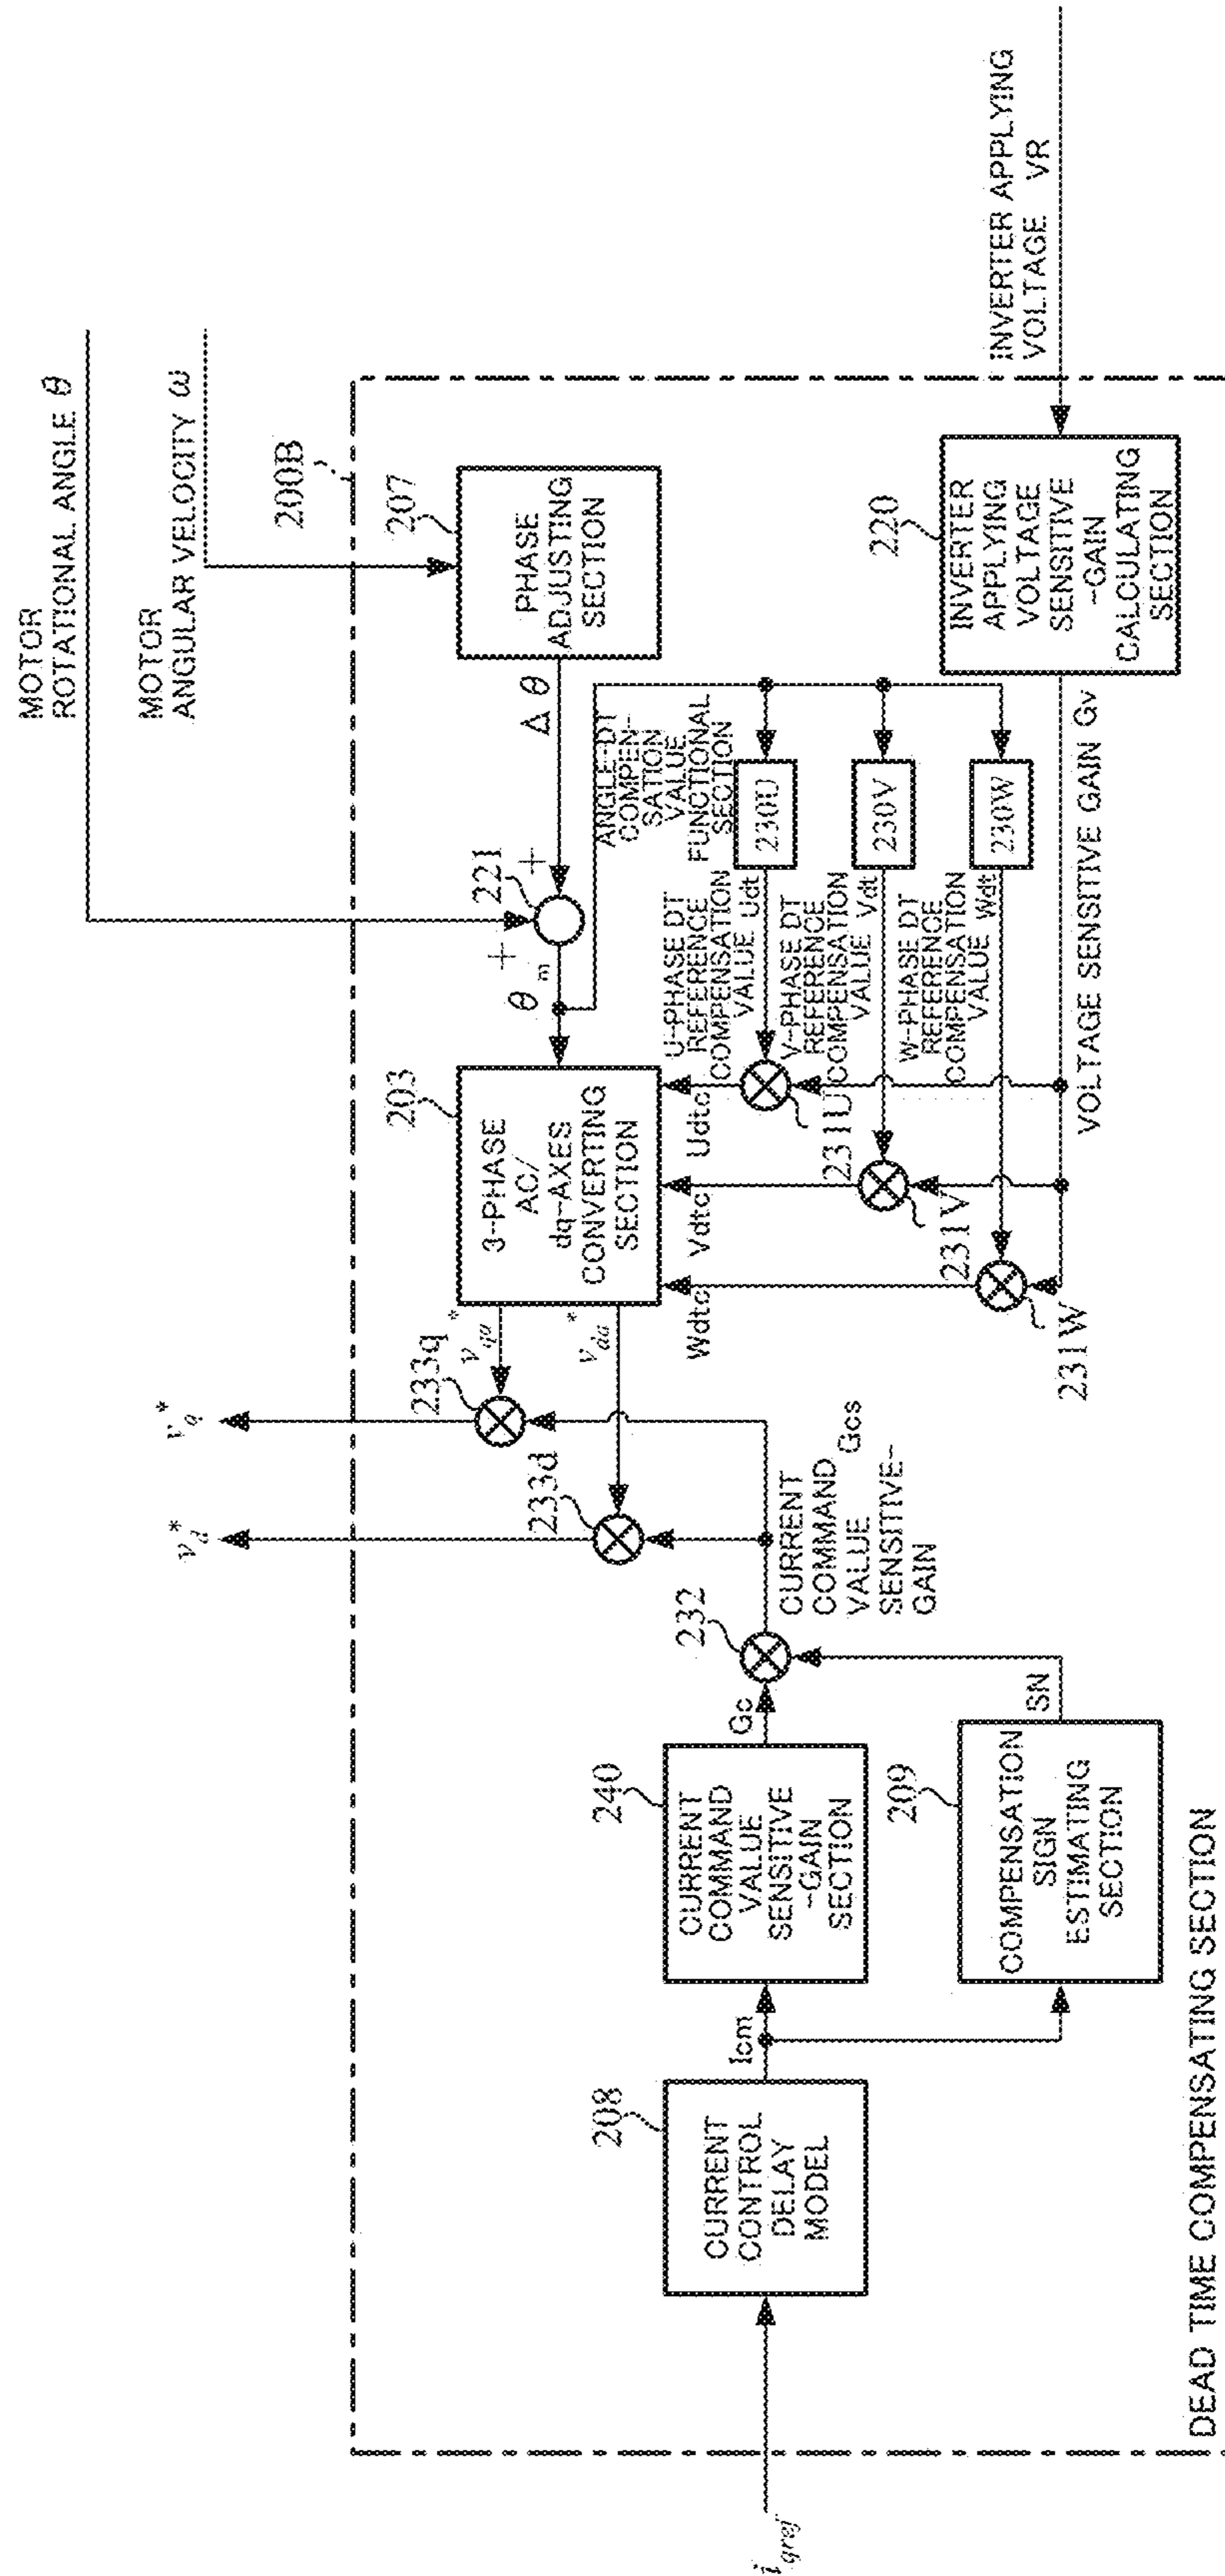 MOTOR
ROTATIONAL ANGLE θ
MOTOR
ANGULAR VELOCITY ω
200B
207
PHASE
ADJUSTING
SECTION
Δθ
221
+
+
θm
203
3-PHASE
AC/
dq-AXES
CONVERTING
SECTION
vqa*
vda*
233q
233d
vq*
vd*
ANGLE-DT
COMPEN-
SATION
VALUE
FUNCTIONAL
SECTION
230U
230V
230W
U-PHASE DT
REFERENCE
COMPENSATION
VALUE Udt
V-PHASE DT
REFERENCE
COMPENSATION
VALUE Vdt
W-PHASE DT
REFERENCE
COMPENSATION
VALUE Wdt
Udtc
Vdtc
Wdtc
231U
231V
231W
INVERTER APPLYING
VOLTAGE VR
220
INVERTER
APPLYING
VOLTAGE
SENSITIVE
-GAIN
CALCULATING
SECTION
VOLTAGE SENSITIVE GAIN Gv
CURRENT
COMMAND
VALUE Gcs
SENSITIVE-
GAIN
232
Gc
SN
240
CURRENT
COMMAND
VALUE
SENSITIVE
-GAIN
SECTION
209
COMPENSATION
SIGN
ESTIMATING
SECTION
Icm
208
CURRENT
CONTROL
DELAY
MODEL
iqref
DEAD TIME COMPENSATING SECTION